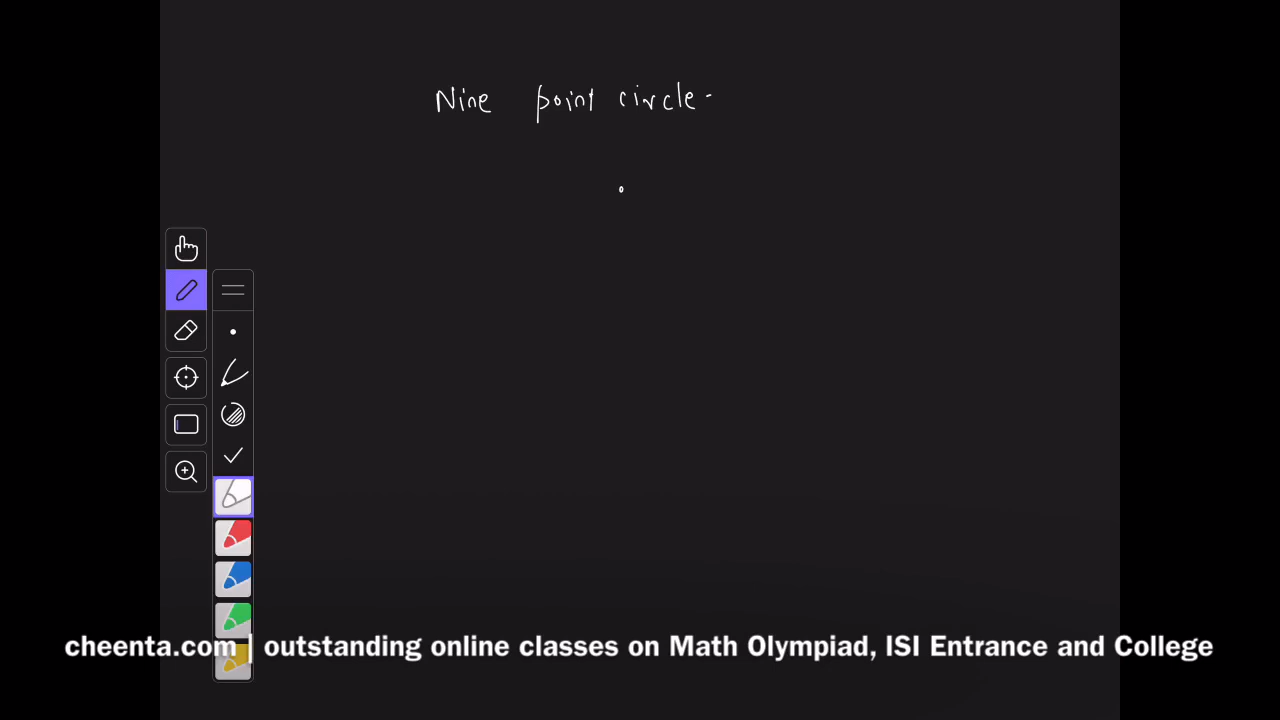 Nine point circle-
cheenta.com | outstanding online classes on Math Olympiad, ISI Entrance and College